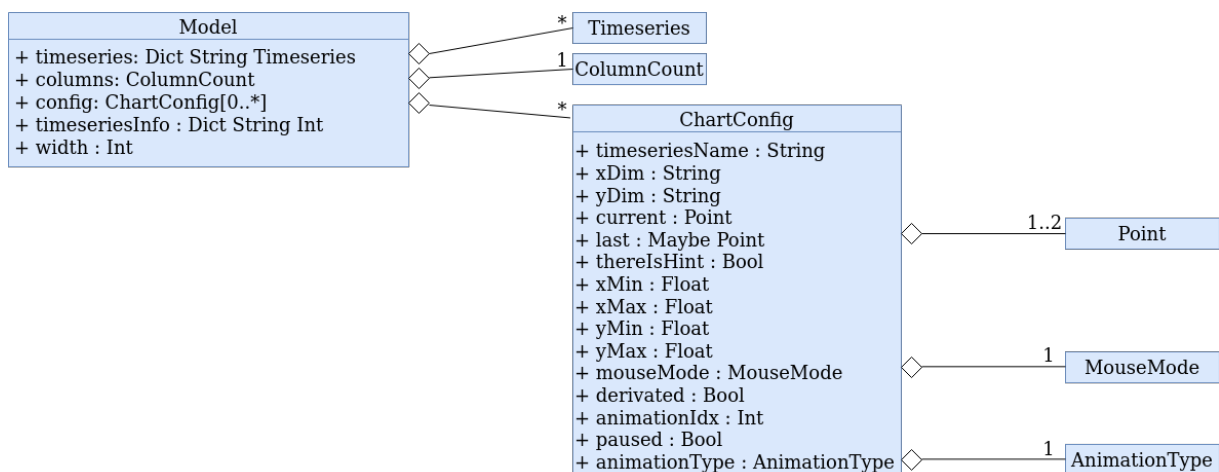 Model
+ timeseries: Dict String Timeseries
+ columns: ColumnCount
+ config: ChartConfig[0..*]
+ timeseriesInfo : Dict String Int
+ width : Int
*
Timeseries
1
ColumnCount
*
ChartConfig
+ timeseriesName : String
+ xDim : String
+ yDim : String
+ current : Point
+ last : Maybe Point
+ thereIsHint : Bool
+ xMin : Float
+ xMax : Float
+ yMin : Float
+ yMax : Float
+ mouseMode : MouseMode
+ derivated : Bool
+ animationIdx : Int
+ paused : Bool
+ animationType : AnimationType
1..2
Point
1
MouseMode
1
AnimationType